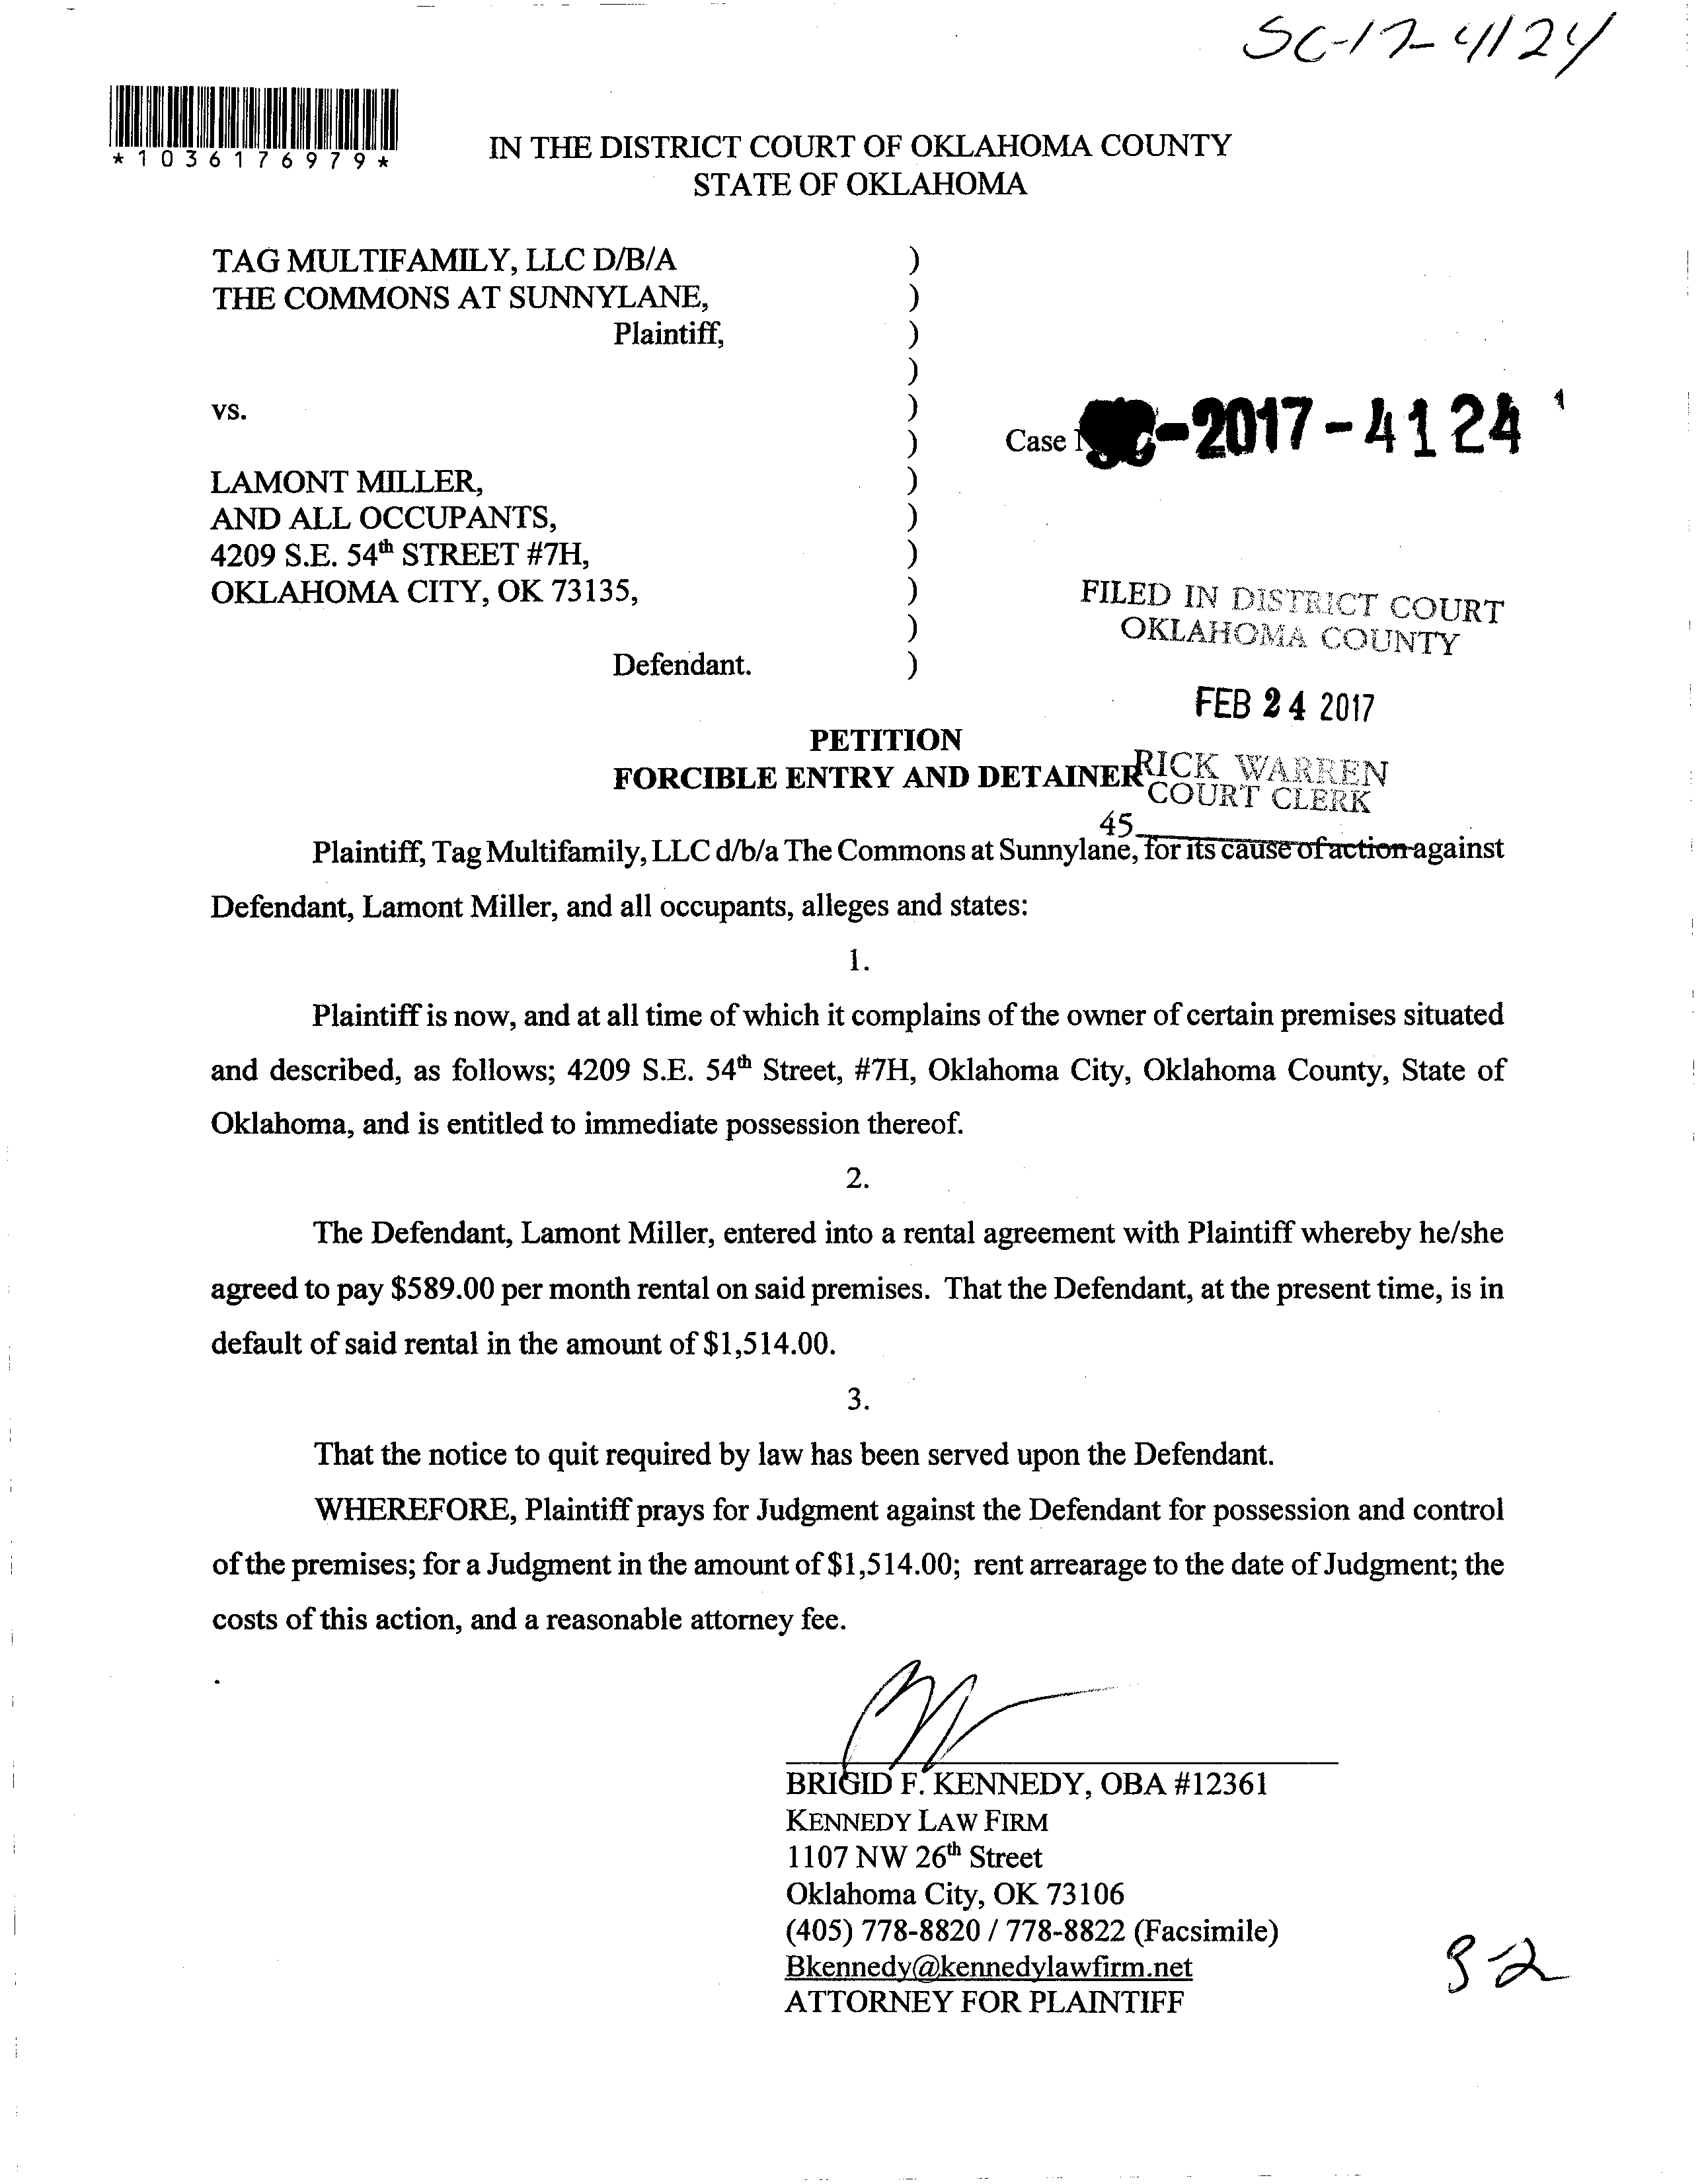 SC-17-4124
*1036176979*
IN THE DISTRICT COURT OF OKLAHOMA COUNTY
STATE OF OKLAHOMA
TAG MULTIFAMILY, LLC D/B/A )
THE COMMONS AT SUNNYLANE, )
Plaintiff, )
)
vs. )
) Case -2017-4124
LAMONT MILLER, )
AND ALL OCCUPANTS, )
4209 S.E. 54th STREET #7H, )
OKLAHOMA CITY, OK 73135, )
)
Defendant. )
FILED IN DISTRICT COURT
OKLAHOMA COUNTY
FEB 24 2017
RICK WARREN
COURT CLERK
45
PETITION
FORCIBLE ENTRY AND DETAINER
Plaintiff, Tag Multifamily, LLC d/b/a The Commons at Sunnylane, for its cause of action against
Defendant, Lamont Miller, and all occupants, alleges and states:
1.
Plaintiff is now, and at all time of which it complains of the owner of certain premises situated
and described, as follows; 4209 S.E. 54th Street, #7H, Oklahoma City, Oklahoma County, State of
Oklahoma, and is entitled to immediate possession thereof.
2.
The Defendant, Lamont Miller, entered into a rental agreement with Plaintiff whereby he/she
agreed to pay $589.00 per month rental on said premises. That the Defendant, at the present time, is in
default of said rental in the amount of $1,514.00.
3.
That the notice to quit required by law has been served upon the Defendant.
WHEREFORE, Plaintiff prays for Judgment against the Defendant for possession and control
of the premises; for a Judgment in the amount of $1,514.00; rent arrearage to the date of Judgment; the
costs of this action, and a reasonable attorney fee.
BRIGID F. KENNEDY, OBA #12361
KENNEDY LAW FIRM
1107 NW 26th Street
Oklahoma City, OK 73106
(405) 778-8820 / 778-8822 (Facsimile)
Bkennedy@kennedylawfirm.net
ATTORNEY FOR PLAINTIFF